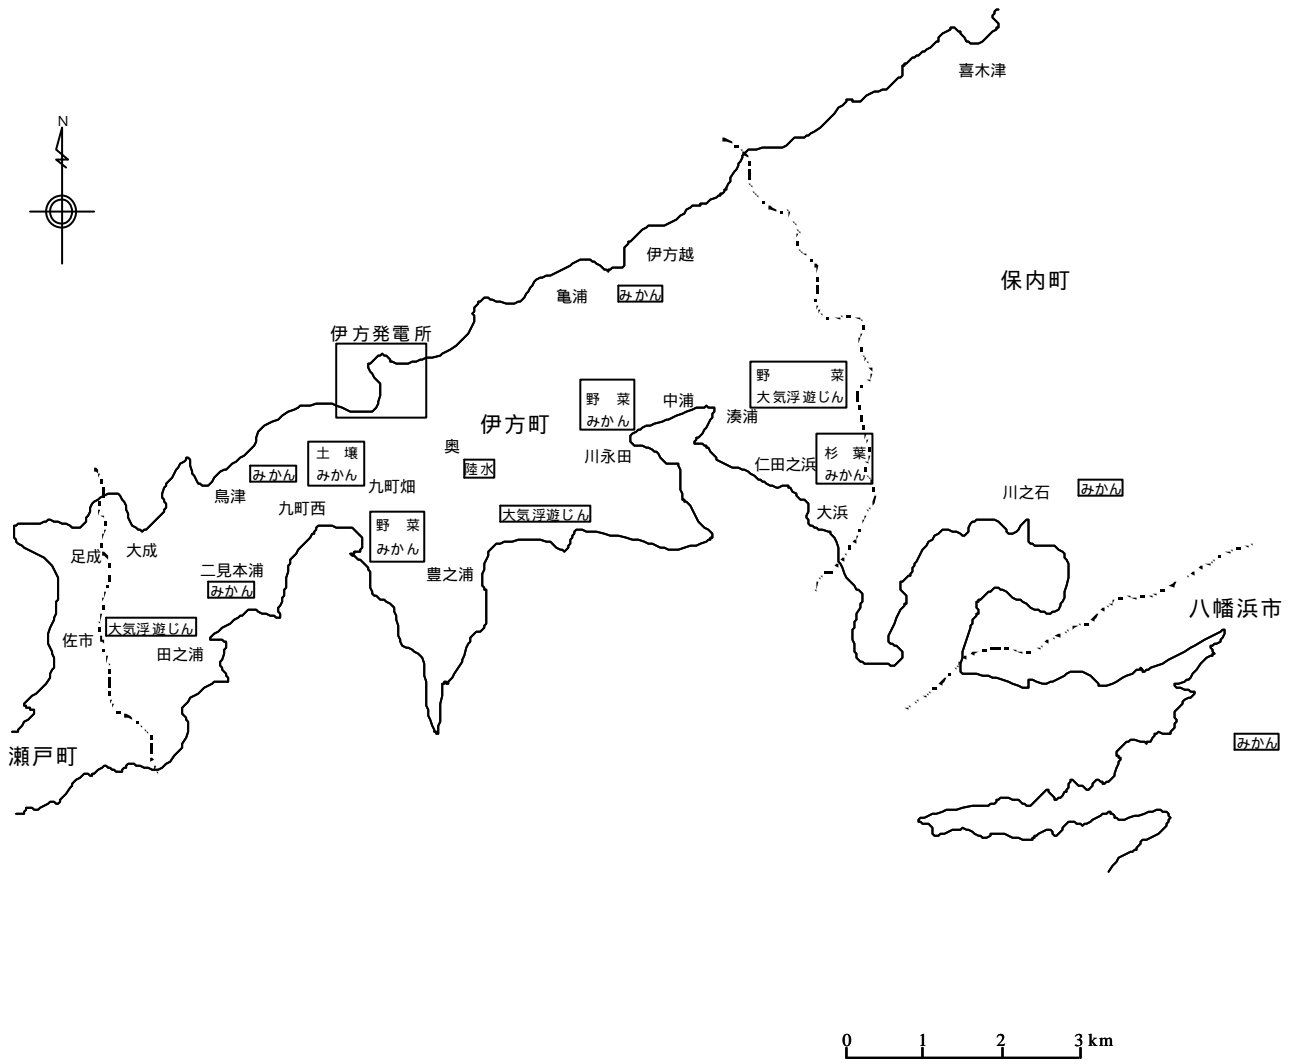 喜木津
N
伊方越
保内町
亀浦
みかん
伊方発電所
野菜
大気浮遊じん
野菜
みかん
中浦
湊浦
伊方町
土壌
みかん
奥
陸水
川永田
杉葉
みかん
仁田之浜
みかん
鳥津
九町畑
川之石
みかん
九町西
大気浮遊じん
大浜
野菜
みかん
足成
大成
二見本浦
みかん
豊之浦
八幡浜市
大気浮遊じん
佐市
田之浦
瀬戸町
みかん
0 1 2 3 km